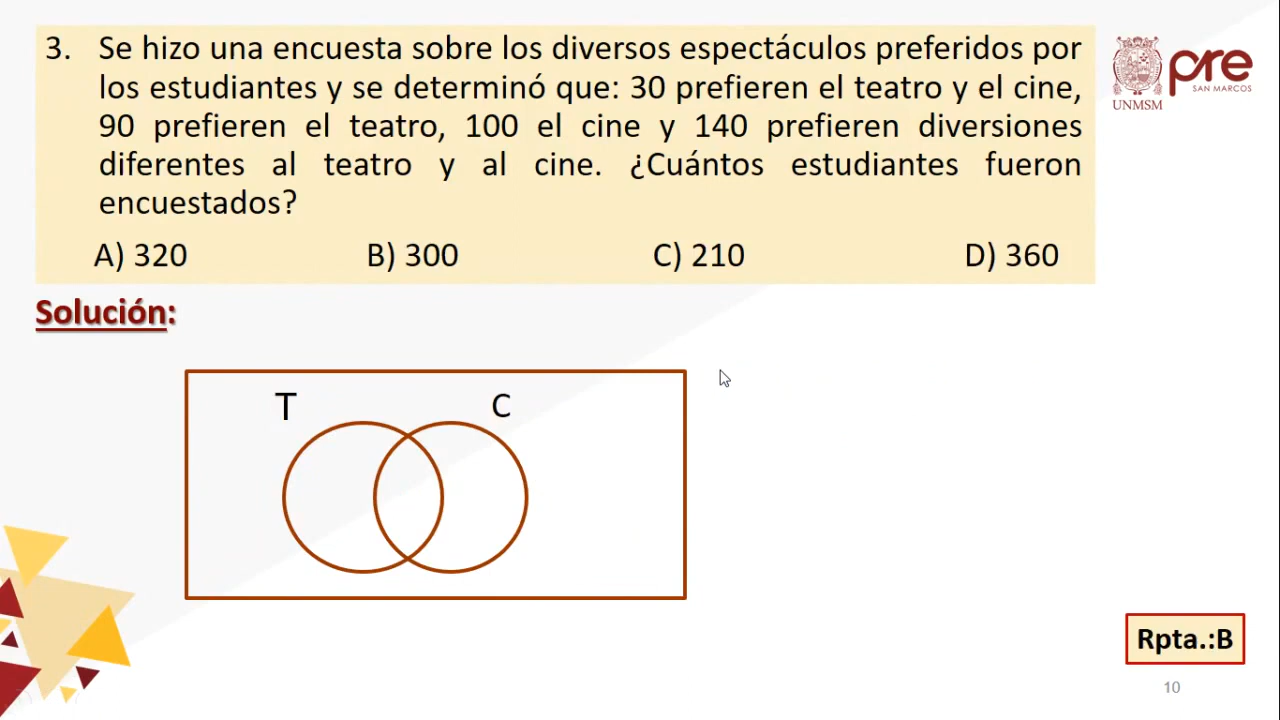 3. Se hizo una encuesta sobre los diversos espectáculos preferidos por
los estudiantes y se determinó que: 30 prefieren el teatro y el cine,
90 prefieren el teatro, 100 el cine y 140 prefieren diversiones
diferentes al teatro y al cine. ¿Cuántos estudiantes fueron
encuestados?
A) 320 B) 300 C) 210 D) 360
UNMSM
pre
SAN MARCOS
Solución:
T C
Rpta.:B
10